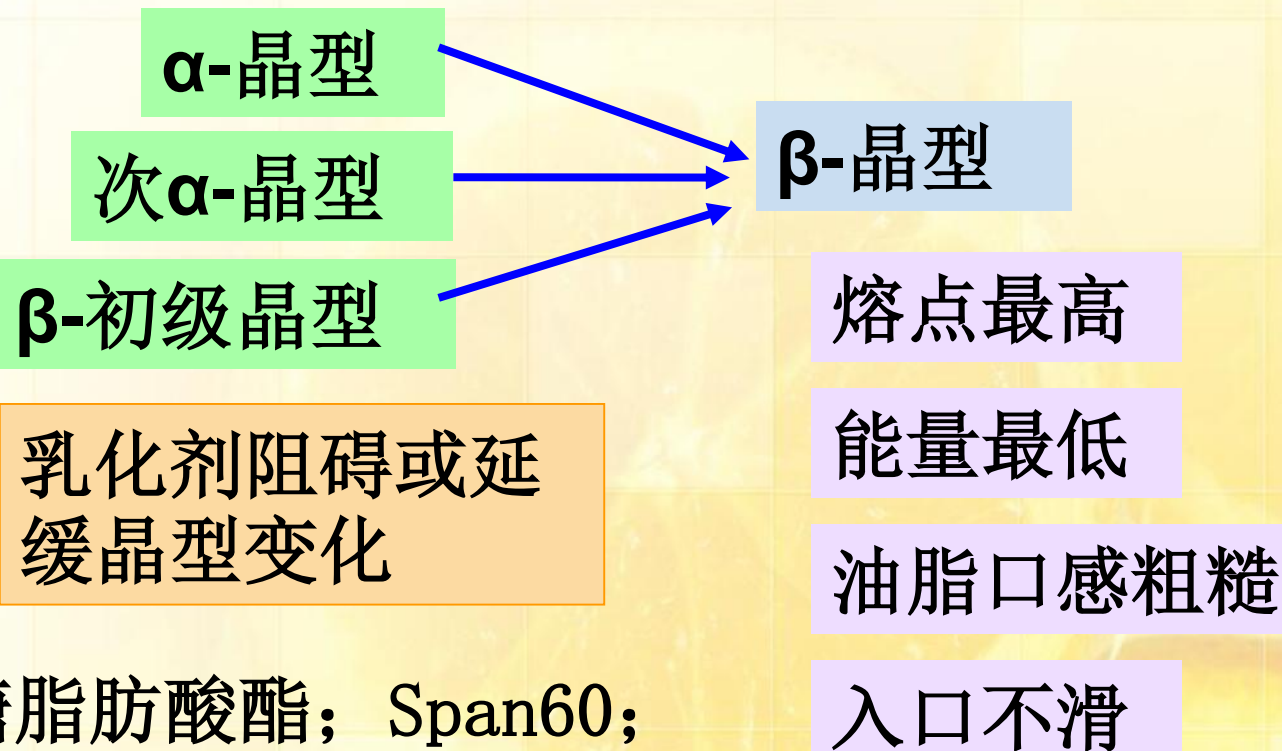 α-晶型
次α-晶型
β-初级晶型
β-晶型
熔点最高
能量最低
油脂口感粗糙
入口不滑
乳化剂阻碍或延
缓晶型变化
脂肪酸酯；Span60；